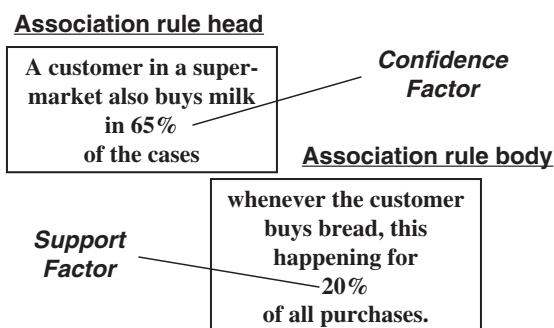 Association rule head
A customer in a super-
market also buys milk
in 65%
of the cases
Confidence
Factor
Association rule body
whenever the customer
buys bread, this
happening for
20%
of all purchases.
Support
Factor